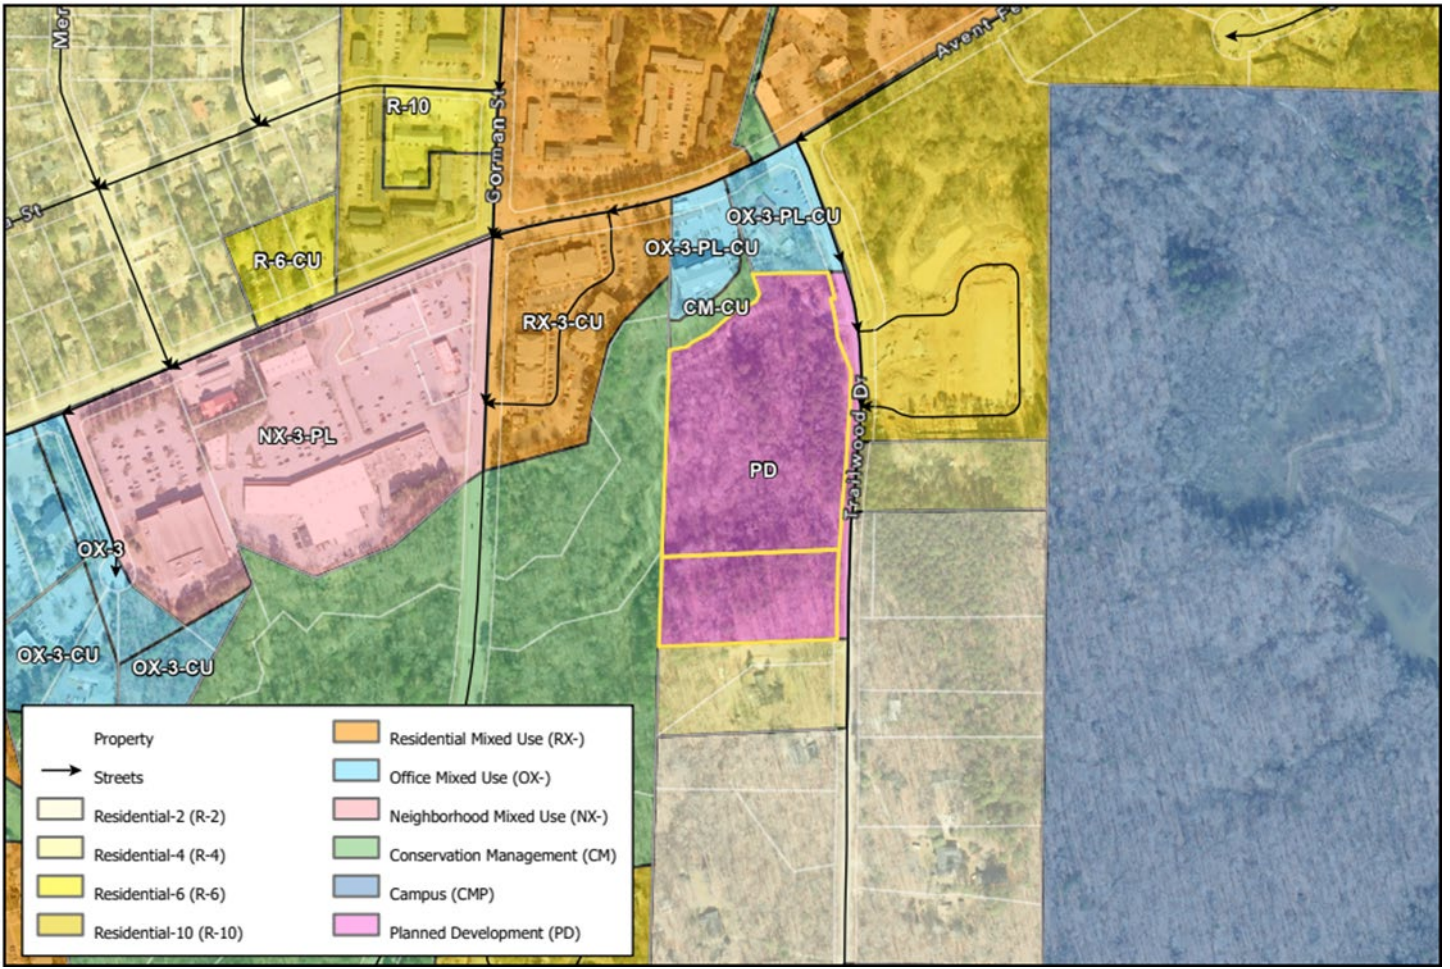 Mer
Avent Fe
R-10
Gorman St
St
OX-3-PL-CU
OX-3-PL-CU
R-6-CU
CM-CU
RX-3-CU
NX-3-PL
Trailwood Dr
PD
OX-3
OX-3-CU
OX-3-CU
Property
Streets
Residential-2 (R-2)
Residential-4 (R-4)
Residential-6 (R-6)
Residential-10 (R-10)
Residential Mixed Use (RX-)
Office Mixed Use (OX-)
Neighborhood Mixed Use (NX-)
Conservation Management (CM)
Campus (CMP)
Planned Development (PD)